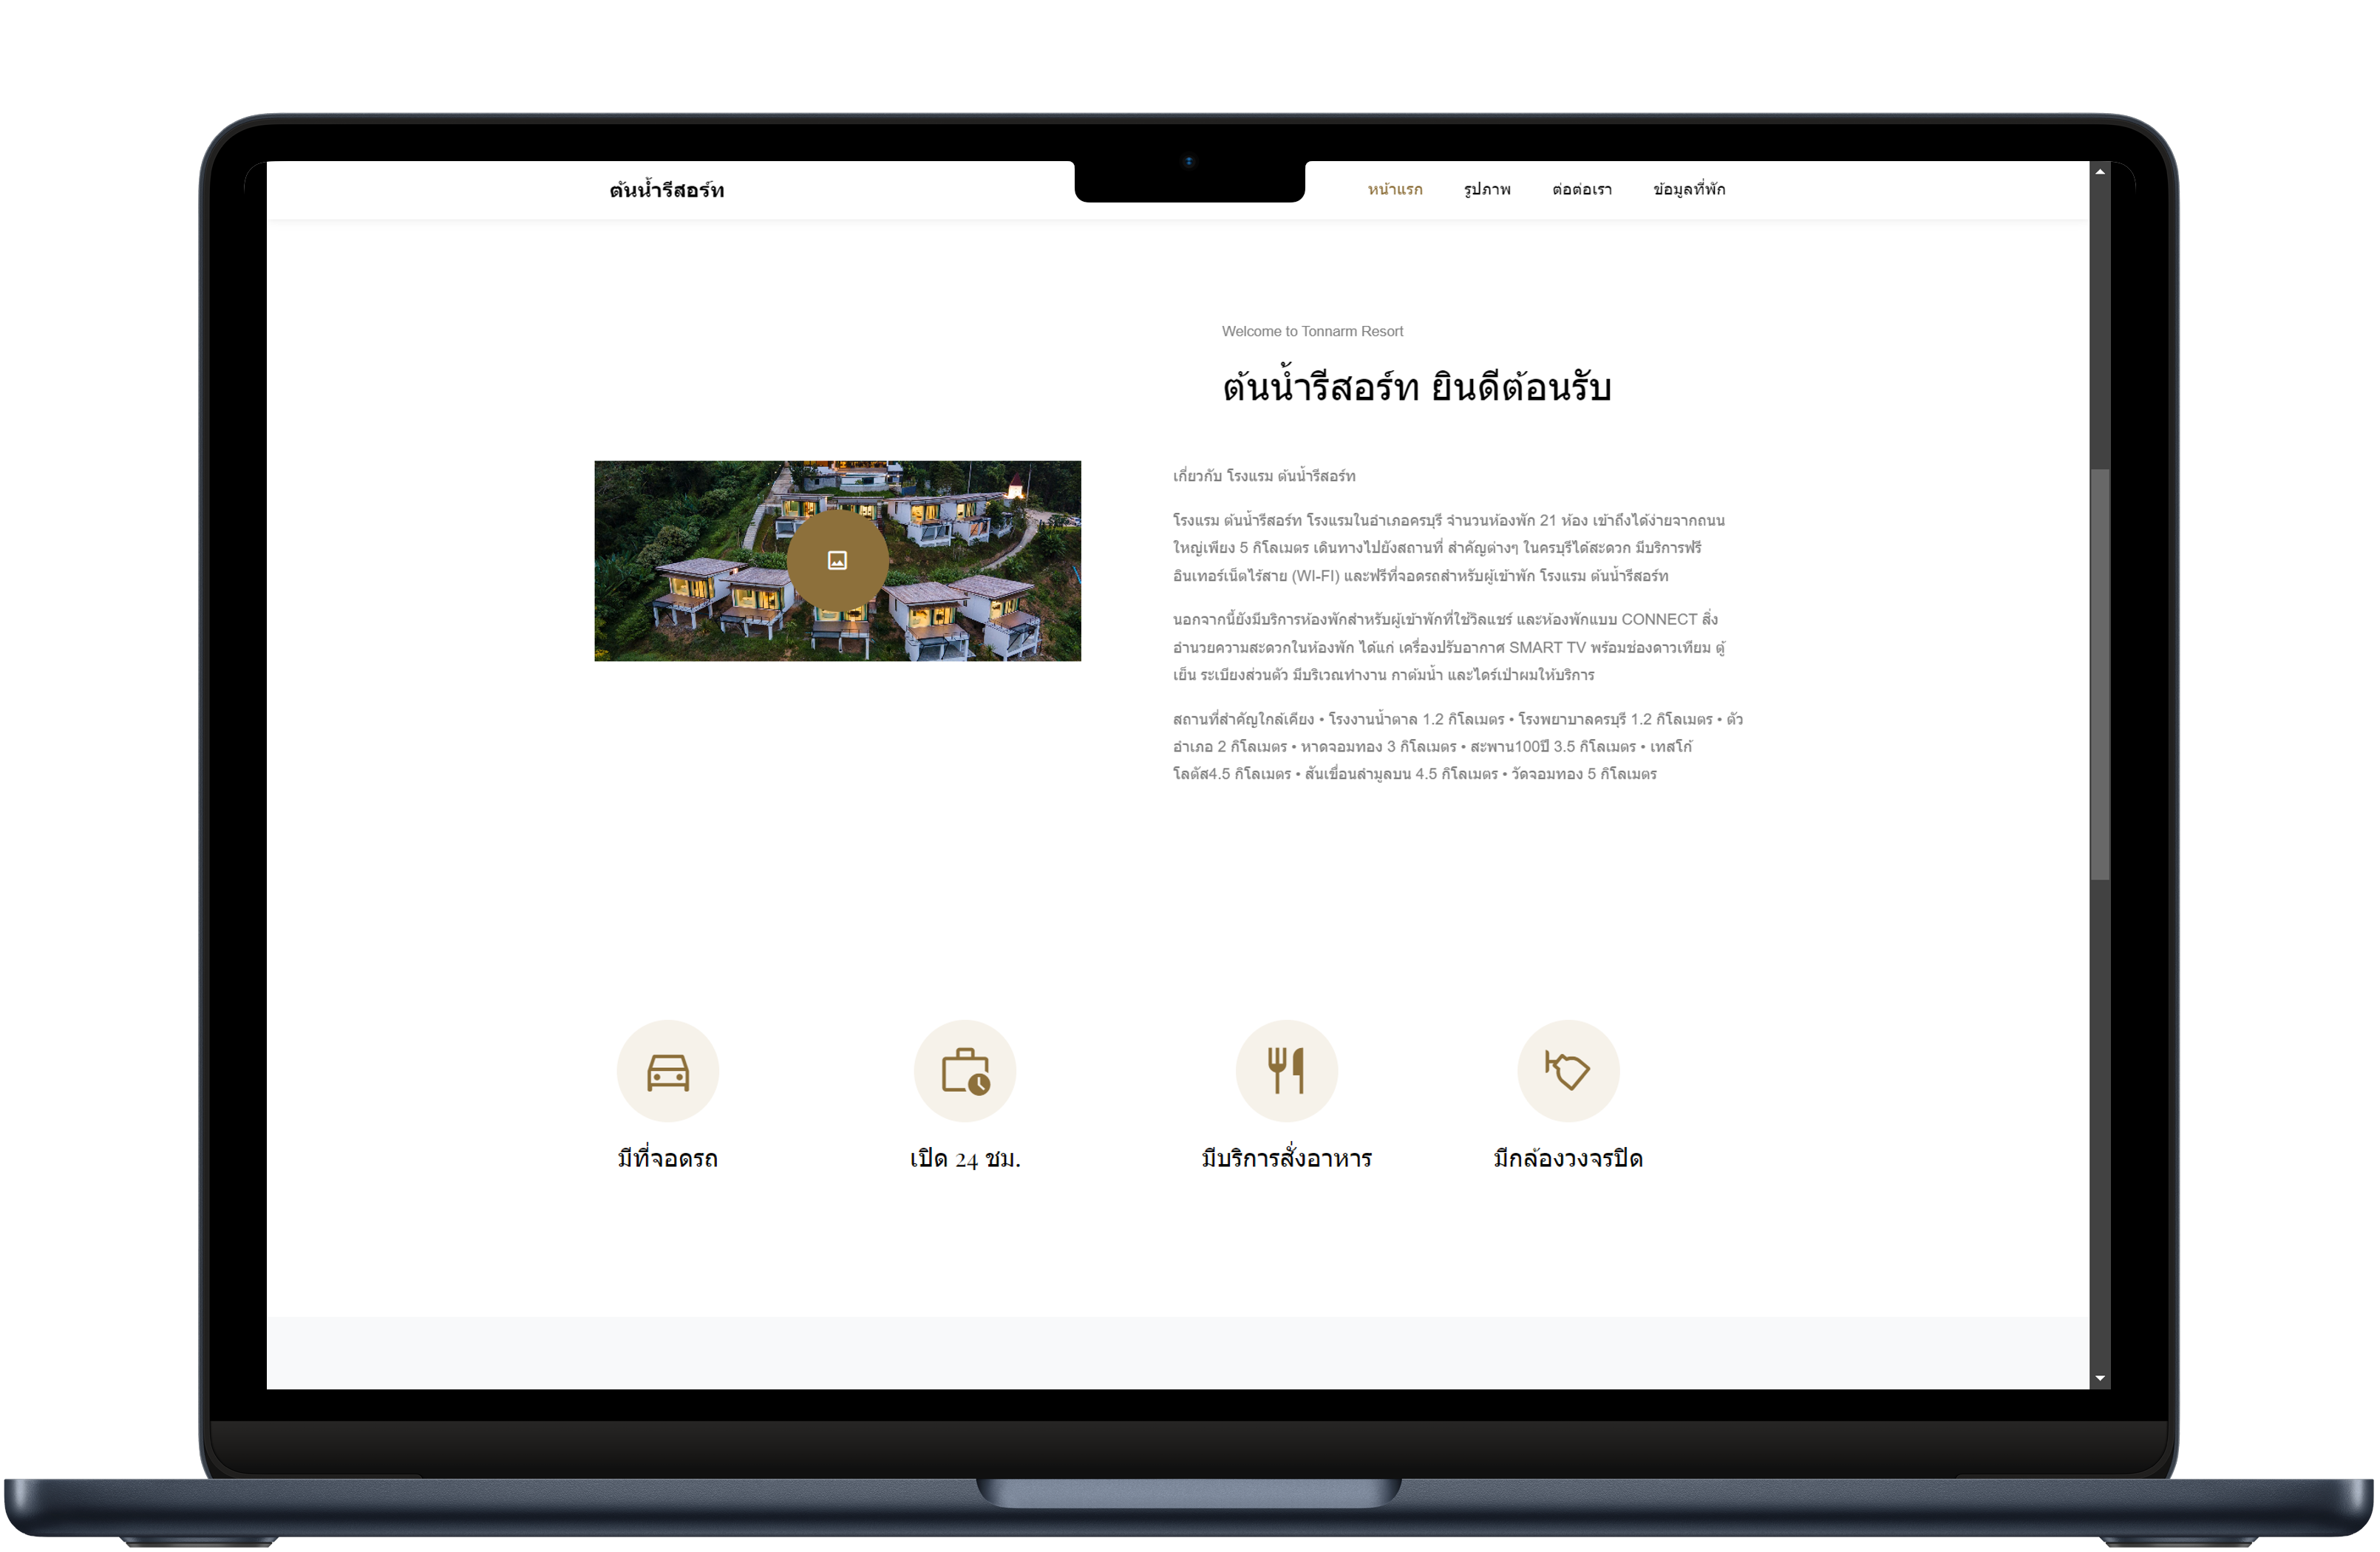 ต้นน้ำรีสอร์ท
หน้าแรก รูปภาพ ต่อต่อเรา ข้อมูลที่พัก
Welcome to Tonnarm Resort
ต้นน้ำรีสอร์ท ยินดีต้อนรับ
เกี่ยวกับ โรงแรม ต้นน้ำรีสอร์ท
โรงแรม ต้นน้ำรีสอร์ท โรงแรมในอำเภอครบุรี จำนวนห้องพัก 21 ห้อง เข้าถึงได้ง่ายจากถนน
ใหญ่เพียง 5 กิโลเมตร เดินทางไปยังสถานที่ สำคัญต่างๆ ในครบุรีได้สะดวก มีบริการฟรี
อินเทอร์เน็ตไร้สาย (WI-FI) และฟรีที่จอดรถสำหรับผู้เข้าพัก โรงแรม ต้นน้ำรีสอร์ท
นอกจากนี้ยังมีบริการห้องพักสำหรับผู้เข้าพักที่ใช้วิลแชร์ และห้องพักแบบ CONNECT สิ่ง
อำนวยความสะดวกในห้องพัก ได้แก่ เครื่องปรับอากาศ SMART TV พร้อมช่องดาวเทียม ตู้
เย็น ระเบียงส่วนตัว มีบริเวณทำงาน กาต้มน้ำ และไดร์เป่าผมให้บริการ
สถานที่สำคัญใกล้เคียง • โรงงานน้ำตาล 1.2 กิโลเมตร • โรงพยาบาลครบุรี 1.2 กิโลเมตร • ตัว
อำเภอ 2 กิโลเมตร • หาดจอมทอง 3 กิโลเมตร • สะพาน100ปี 3.5 กิโลเมตร • เทสโก้
โลตัส4.5 กิโลเมตร • สันเขื่อนลำมูลบน 4.5 กิโลเมตร • วัดจอมทอง 5 กิโลเมตร
มีที่จอดรถ เปิด 24 ชม. มีบริการสั่งอาหาร มีกล้องวงจรปิด